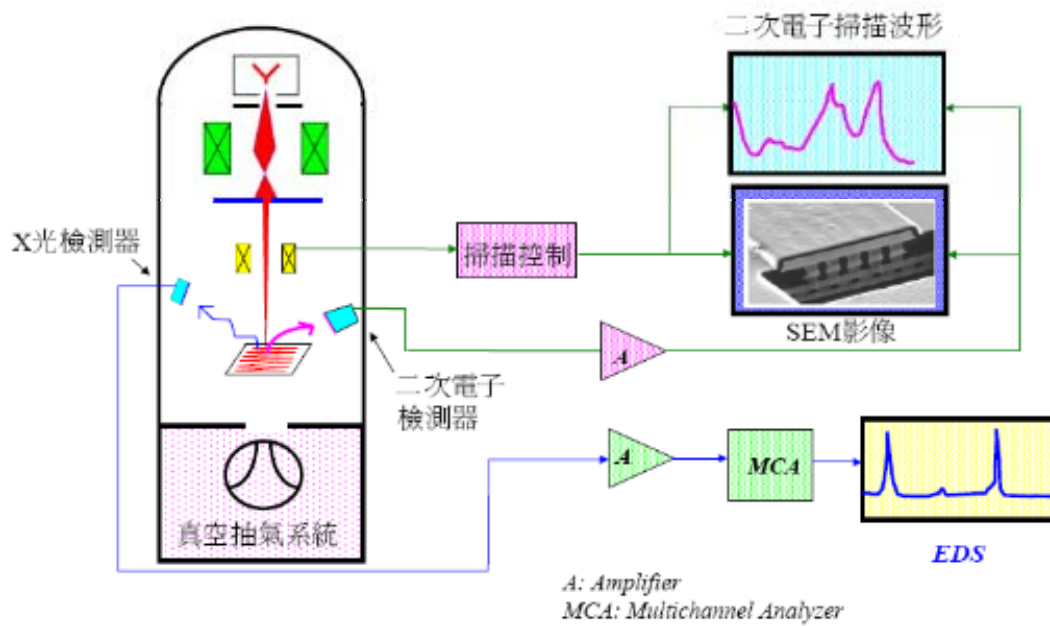 二次電子掃描波形
X光檢測器
掃描控制
SEM影像
A
二次電子
檢測器
A
MCA
真空抽氣系統
EDS
A: Amplifier
MCA: Multichannel Analyzer